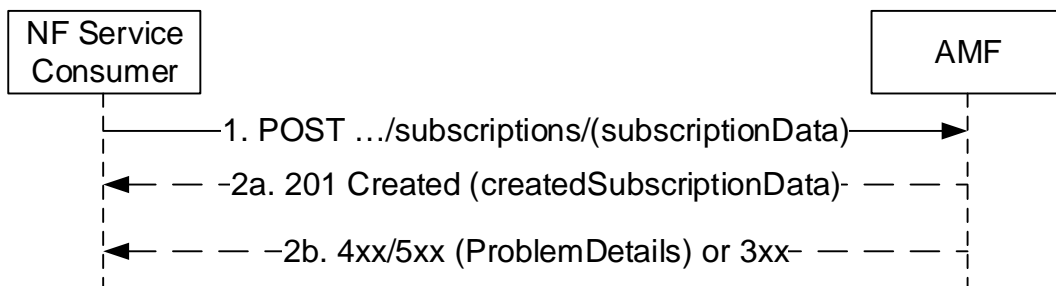 NF Service
Consumer
AMF
1. POST …/subscriptions/(subscriptionData)
2a. 201 Created (createdSubscriptionData)
2b. 4xx/5xx (ProblemDetails) or 3xx